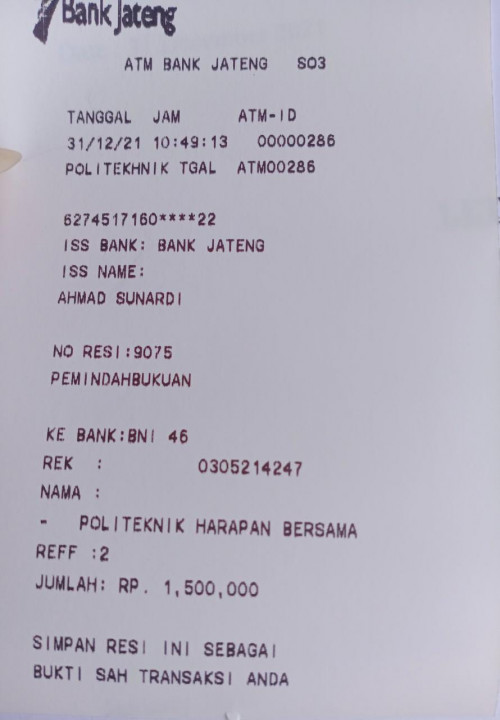 Bank Jateng
ATM BANK JATENG S03
TANGGAL JAM ATM-ID
31/12/21 10:49:13 00000286
POLITEKHNIK TGAL ATM00286
6274517160****22
ISS BANK: BANK JATENG
ISS NAME:
AHMAD SUNARDI
NO RESI:9075
PEMINDAHBUKUAN
KE BANK:BNI 46
REK : 0305214247
NAMA :
- POLITEKNIK HARAPAN BERSAMA
REFF :2
JUMLAH: RP. 1,500,000
SIMPAN RESI INI SEBAGAI
BUKTI SAH TRANSAKSI ANDA